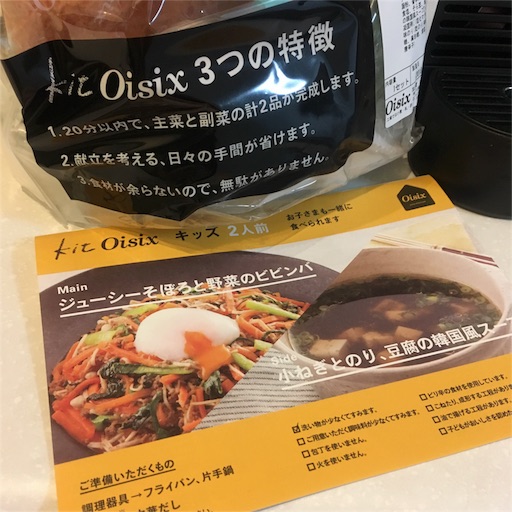 Kit Oisix 3つの特徴
1.20分以内で、主菜と副菜の計2品が完成します。
2.献立を考える、日々の手間が省けます。
3.食材が余らないので、無駄がありません。
Oisix
Kit Oisix キッズ 2人前
お子さまも一緒に
食べられます
Oisix
Main
ジューシーそぼろと野菜のビビンバ
Side
小ねぎとのり、豆腐の韓国風スー
洗い物が少なくてすみます。
ご用意いただく調味料が少なくてすみます。
包丁を使いません。
火を使いません。
ピリ辛の食材を使用しています。
こねたり、成形する工程があり
油で揚げる工程があります。
子どもがおいしさを認めた
ご準備いただくもの
調理器具→フライパン、片手鍋